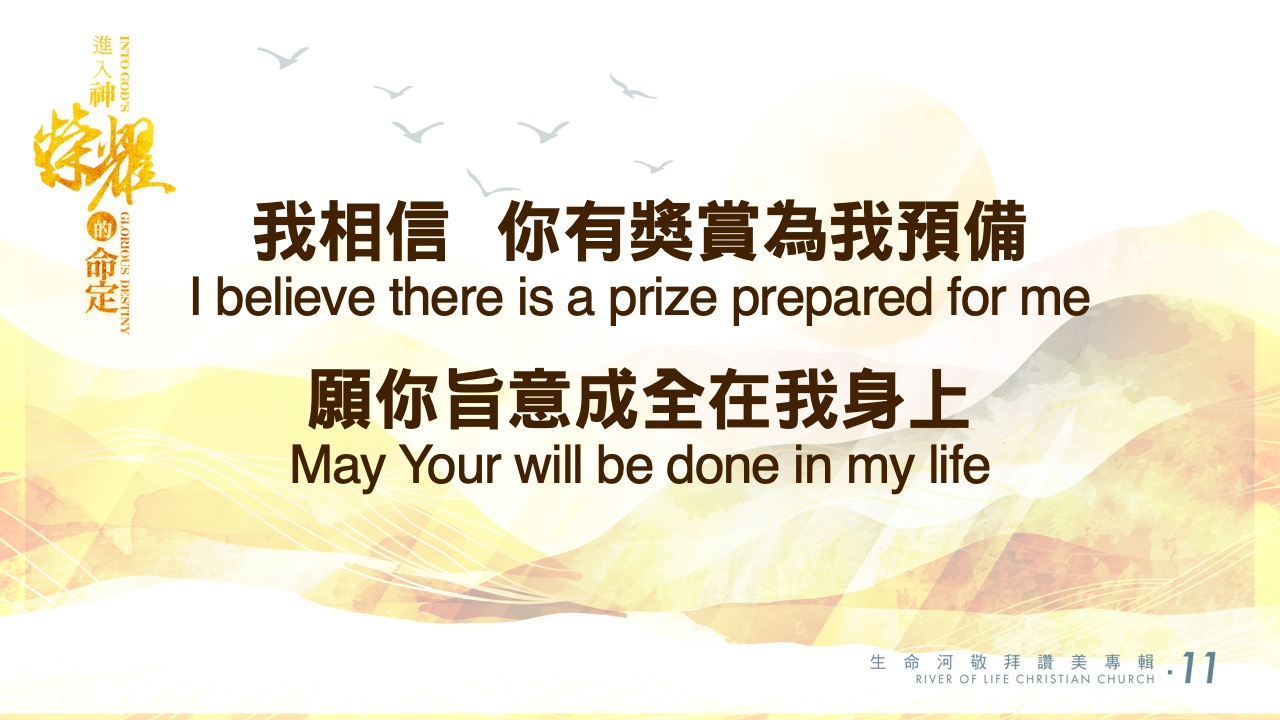 進入神
榮耀
的
命定
INTO GOD'S
GLORIOUS DESTINY
我相信 你有獎賞為我預備
I believe there is a prize prepared for me
願你旨意成全在我身上
May Your will be done in my life
生命河敬拜讚美專輯
RIVER OF LIFE CHRISTIAN CHURCH
·11